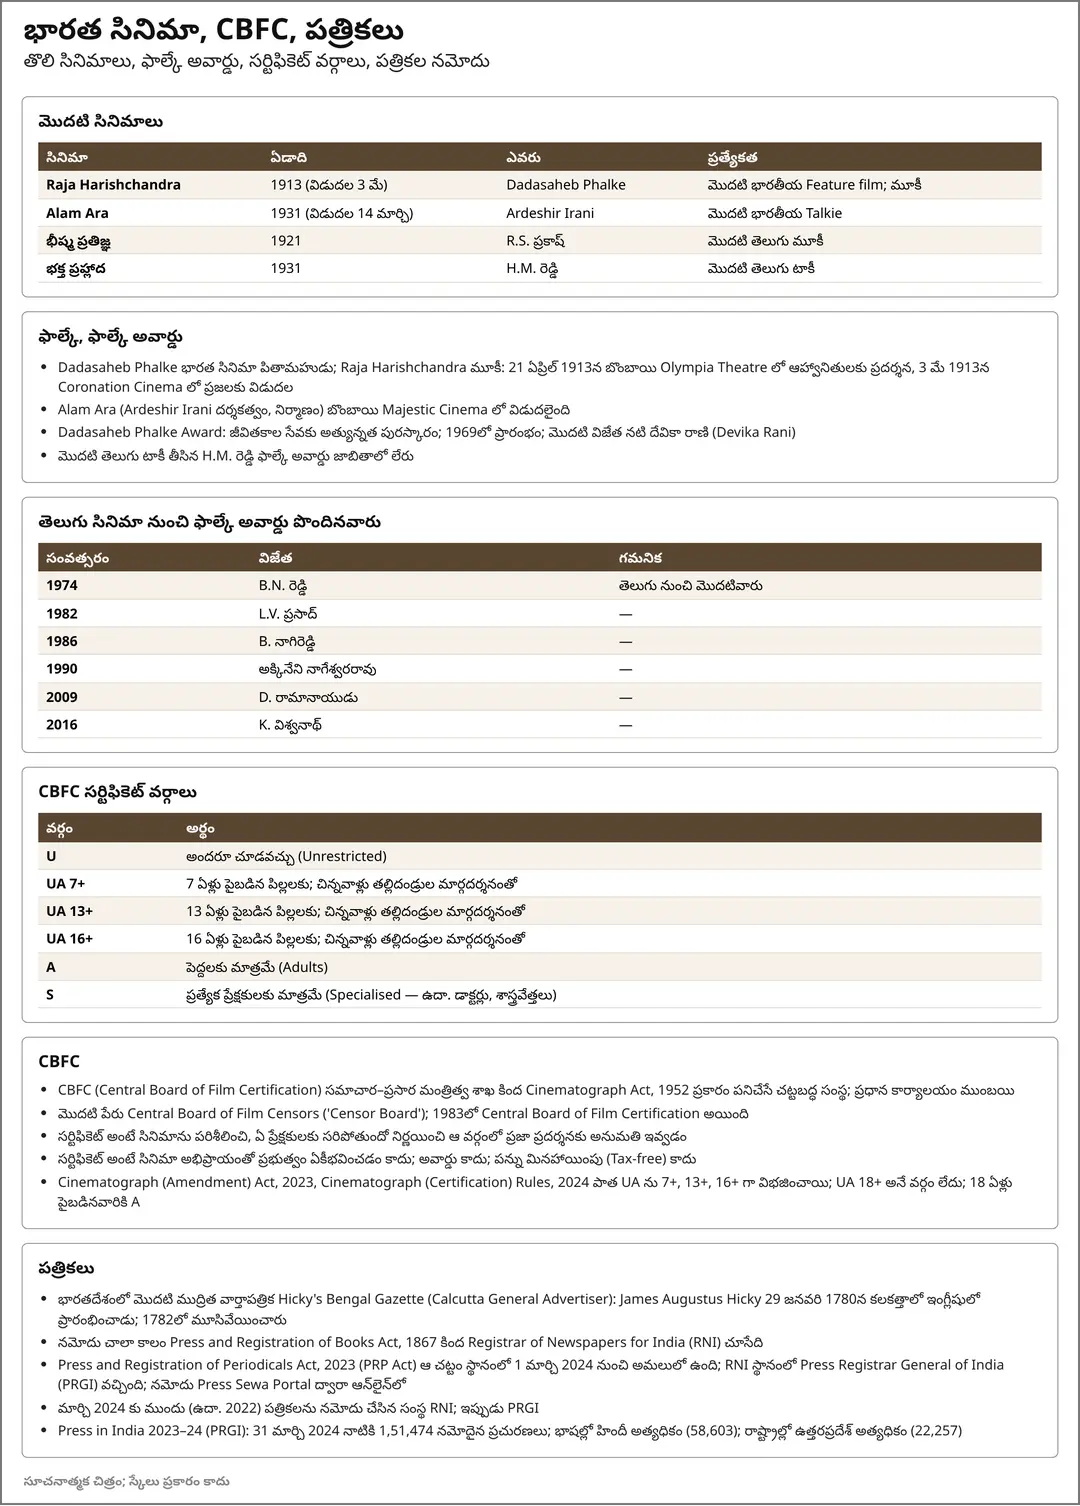 భారత సినిమా, CBFC, పత్రికలు
తొలి సినిమాలు, ఫాల్కే అవార్డు, సర్టిఫికెట్ వర్గాలు, పత్రికల నమోదు
మొదటి సినిమాలు
సినిమా ఏడాది ఎవరు ప్రత్యేకత
Raja Harishchandra 1913 (విడుదల 3 మే) Dadasaheb Phalke మొదటి భారతీయ Feature film; మూకీ
Alam Ara 1931 (విడుదల 14 మార్చి) Ardeshir Irani మొదటి భారతీయ Talkie
భీష్మ ప్రతిజ్ఞ 1921 R.S. ప్రకాష్ మొదటి తెలుగు మూకీ
భక్త ప్రహ్లాద 1931 H.M. రెడ్డి మొదటి తెలుగు టాకీ
ఫాల్కే, ఫాల్కే అవార్డు
• Dadasaheb Phalke భారత సినిమా పితామహుడు; Raja Harishchandra మూకీ: 21 ఏప్రిల్ 1913న బొంబాయి Olympia Theatre లో ఆహ్వానితులకు ప్రదర్శన, 3 మే 1913న
Coronation Cinema లో ప్రజలకు విడుదల
• Alam Ara (Ardeshir Irani దర్శకత్వం, నిర్మాణం) బొంబాయి Majestic Cinema లో విడుదలైంది
• Dadasaheb Phalke Award: జీవితకాల సేవకు అత్యున్నత పురస్కారం; 1969లో ప్రారంభం; మొదటి విజేత నటి దేవికా రాణి (Devika Rani)
• మొదటి తెలుగు టాకీ తీసిన H.M. రెడ్డి ఫాల్కే అవార్డు జాబితాలో లేరు
తెలుగు సినిమా నుంచి ఫాల్కే అవార్డు పొందినవారు
సంవత్సరం విజేత గమనిక
1974 B.N. రెడ్డి తెలుగు నుంచి మొదటివారు
1982 L.V. ప్రసాద్ —
1986 B. నాగిరెడ్డి —
1990 అక్కినేని నాగేశ్వరరావు —
2009 D. రామానాయుడు —
2016 K. విశ్వనాథ్ —
CBFC సర్టిఫికెట్ వర్గాలు
వర్గం అర్థం
U అందరూ చూడవచ్చు (Unrestricted)
UA 7+ 7 ఏళ్లు పైబడిన పిల్లలకు; చిన్నవాళ్లు తల్లిదండ్రుల మార్గదర్శనంతో
UA 13+ 13 ఏళ్లు పైబడిన పిల్లలకు; చిన్నవాళ్లు తల్లిదండ్రుల మార్గదర్శనంతో
UA 16+ 16 ఏళ్లు పైబడిన పిల్లలకు; చిన్నవాళ్లు తల్లిదండ్రుల మార్గదర్శనంతో
A పెద్దలకు మాత్రమే (Adults)
S ప్రత్యేక ప్రేక్షకులకు మాత్రమే (Specialised — ఉదా. డాక్టర్లు, శాస్త్రవేత్తలు)
CBFC
• CBFC (Central Board of Film Certification) సమాచార–ప్రసార మంత్రిత్వ శాఖ కింద Cinematograph Act, 1952 ప్రకారం పనిచేసే చట్టబద్ధ సంస్థ; ప్రధాన కార్యాలయం ముంబయి
• మొదటి పేరు Central Board of Film Censors ('Censor Board'); 1983లో Central Board of Film Certification అయింది
• సర్టిఫికెట్ అంటే సినిమాను పరిశీలించి, ఏ ప్రేక్షకులకు సరిపోతుందో నిర్ణయించి ఆ వర్గంలో ప్రజా ప్రదర్శనకు అనుమతి ఇవ్వడం
• సర్టిఫికెట్ అంటే సినిమా అభిప్రాయంతో ప్రభుత్వం ఏకీభవించడం కాదు; అవార్డు కాదు; పన్ను మినహాయింపు (Tax-free) కాదు
• Cinematograph (Amendment) Act, 2023, Cinematograph (Certification) Rules, 2024 పాత UA ను 7+, 13+, 16+ గా విభజించాయి; UA 18+ అనే వర్గం లేదు; 18 ఏళ్లు
పైబడినవారికి A
పత్రికలు
• భారతదేశంలో మొదటి ముద్రిత వార్తాపత్రిక Hicky's Bengal Gazette (Calcutta General Advertiser): James Augustus Hicky 29 జనవరి 1780న కలకత్తాలో ఇంగ్లీషులో
ప్రారంభించాడు; 1782లో మూసివేయించారు
• నమోదు చాలా కాలం Press and Registration of Books Act, 1867 కింద Registrar of Newspapers for India (RNI) చూసేది
• Press and Registration of Periodicals Act, 2023 (PRP Act) ఆ చట్టం స్థానంలో 1 మార్చి 2024 నుంచి అమలులో ఉంది; RNI స్థానంలో Press Registrar General of India
(PRGI) వచ్చింది; నమోదు Press Sewa Portal ద్వారా ఆన్‌లైన్‌లో
• మార్చి 2024 కు ముందు (ఉదా. 2022) పత్రికలను నమోదు చేసిన సంస్థ RNI; ఇప్పుడు PRGI
• Press in India 2023–24 (PRGI): 31 మార్చి 2024 నాటికి 1,51,474 నమోదైన ప్రచురణలు; భాషల్లో హిందీ అత్యధికం (58,603); రాష్ట్రాల్లో ఉత్తరప్రదేశ్ అత్యధికం (22,257)
సూచనాత్మక చిత్రం; స్కేలు ప్రకారం కాదు